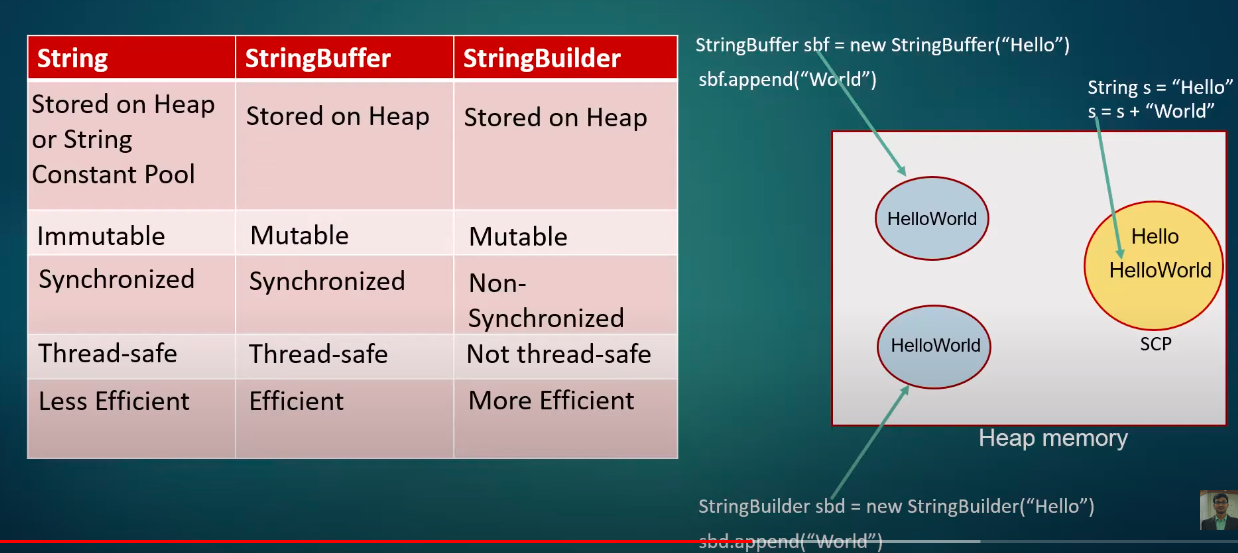 String StringBuffer StringBuilder
Stored on Heap
or String
Constant Pool
Stored on Heap
Stored on Heap
Immutable Mutable Mutable
Synchronized Synchronized Non-
Synchronized
Thread-safe Thread-safe Not thread-safe
Less Efficient Efficient More Efficient
StringBuffer sbf = new StringBuffer(“Hello”)
sbf.append(“World”)
String s = “Hello”
s = s + “World”
HelloWorld
Hello
HelloWorld
HelloWorld
SCP
Heap memory
StringBuilder sbd = new StringBuilder(“Hello”)
sbd.append(“World”)